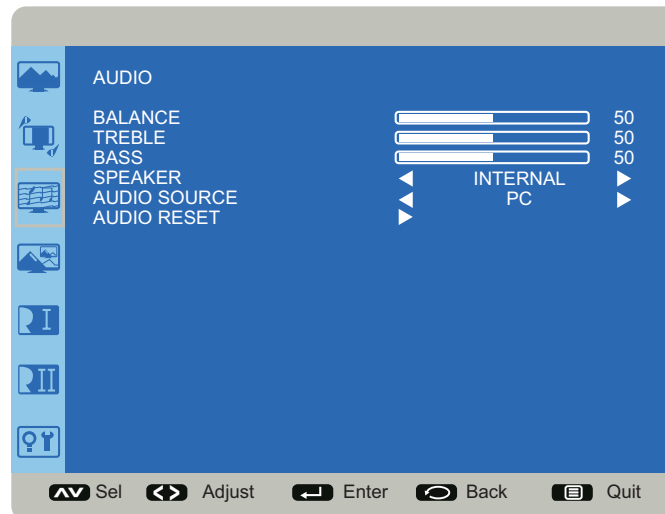 AUDIO
BALANCE 50
TREBLE 50
BASS 50
SPEAKER INTERNAL
AUDIO SOURCE PC
AUDIO RESET
I
II
Sel Adjust Enter Back Quit